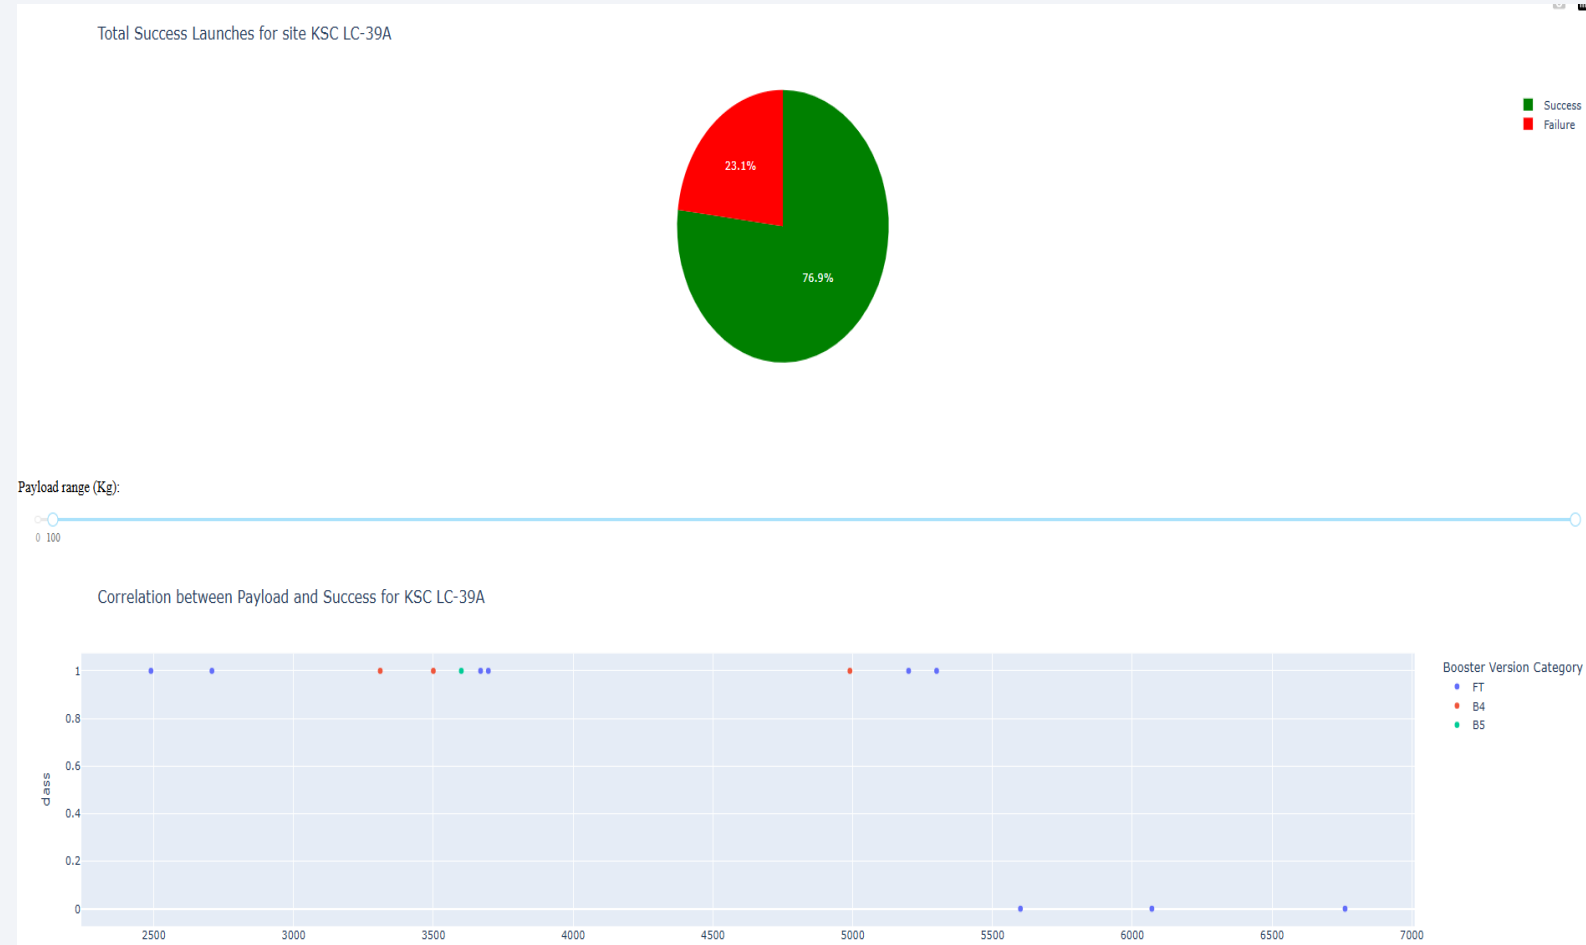 Total Success Launches for site KSC LC-39A
Success
Failure
23.1%
76.9%
Payload range (Kg):
0 100
Correlation between Payload and Success for KSC LC-39A
Booster Version Category
FT
B4
B5
1
0.8
0.6
0.4
0.2
0
class
2500 3000 3500 4000 4500 5000 5500 6000 6500 7000